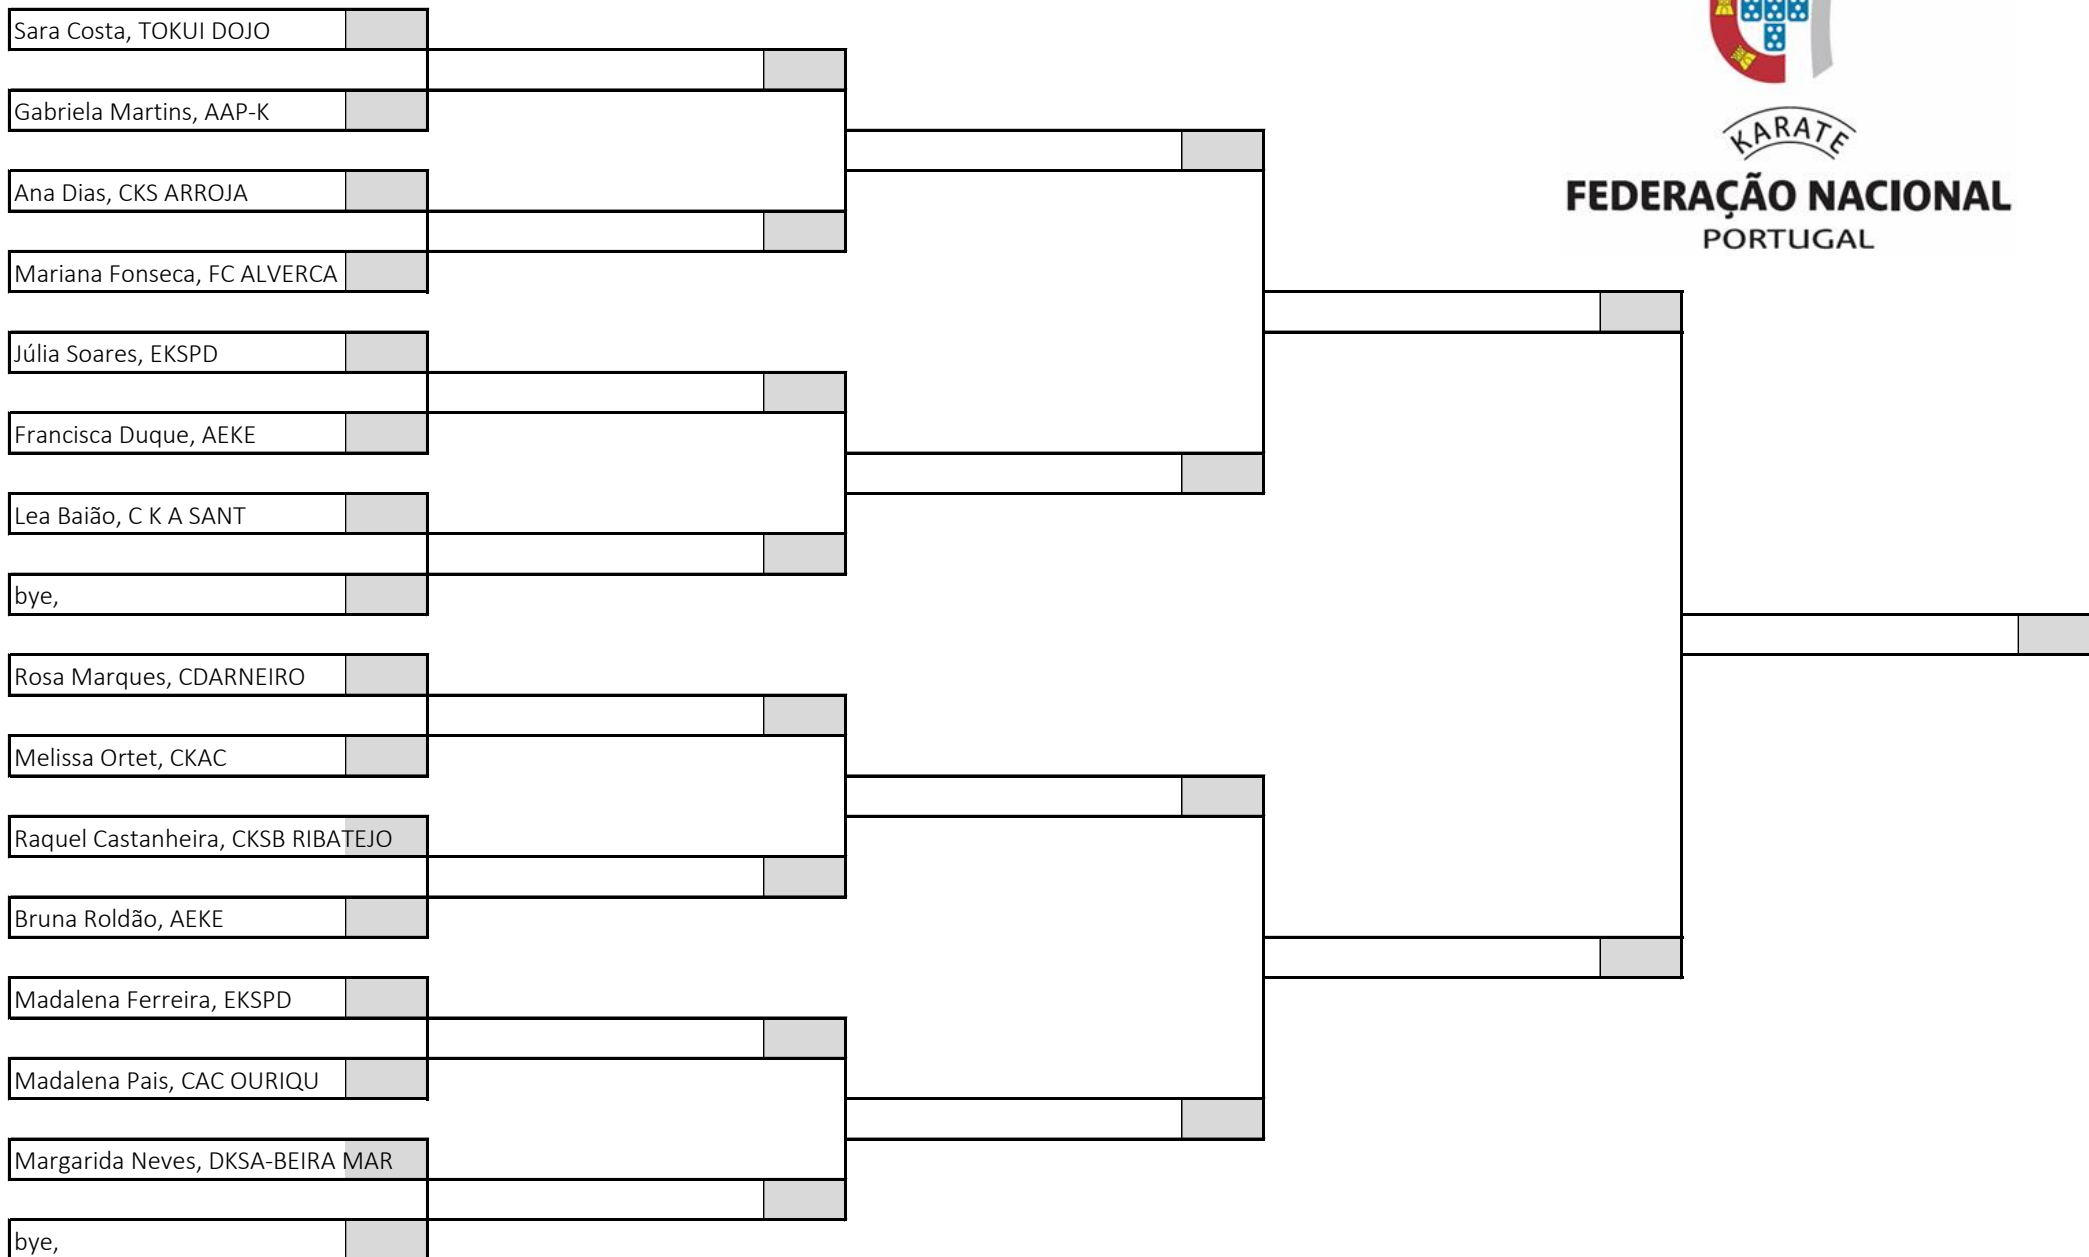 Sara Costa, TOKUI DOJO
Gabriela Martins, AAP-K
Ana Dias, CKS ARROJA
Mariana Fonseca, FC ALVERCA
Júlia Soares, EKSPD
Francisca Duque, AEKE
Lea Baião, C K A SANT
bye,
Rosa Marques, CDARNEIRO
Melissa Ortet, CKAC
Raquel Castanheira, CKSB RIBATEJO
Bruna Roldão, AEKE
Madalena Ferreira, EKSPD
Madalena Pais, CAC OURIQU
Margarida Neves, DKSA-BEIRA MAR
bye,
KARATE
FEDERAÇÃO NACIONAL
PORTUGAL